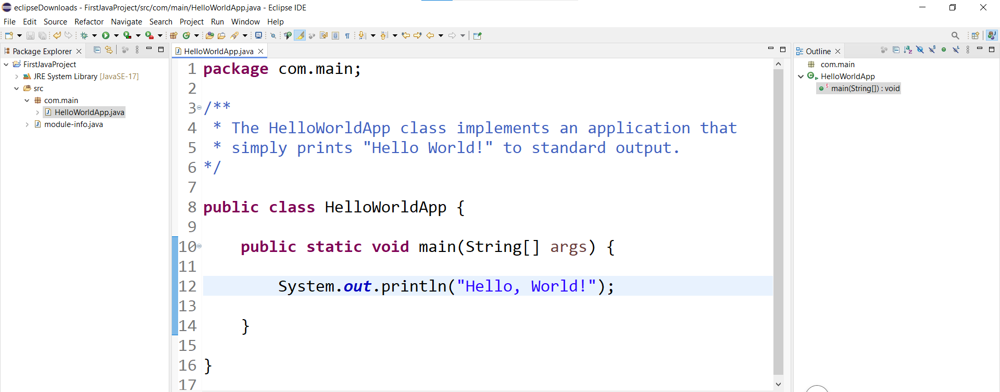 eclipseDownloads - FirstJavaProject/src/com/main/HelloWorldApp.java - Eclipse IDE
File Edit Source Refactor Navigate Search Project Run Window Help
Package Explorer
FirstJavaProject
JRE System Library [JavaSE-17]
src
com.main
HelloWorldApp.java
module-info.java
HelloWorldApp.java
1 package com.main;
2
3 /**
4 * The HelloWorldApp class implements an application that
5 * simply prints "Hello World!" to standard output.
6 */
7
8 public class HelloWorldApp {
9
10 public static void main(String[] args) {
11
12 System.out.println("Hello, World!");
13
14 }
15
16 }
17
Outline
com.main
HelloWorldApp
main(String[]) : void